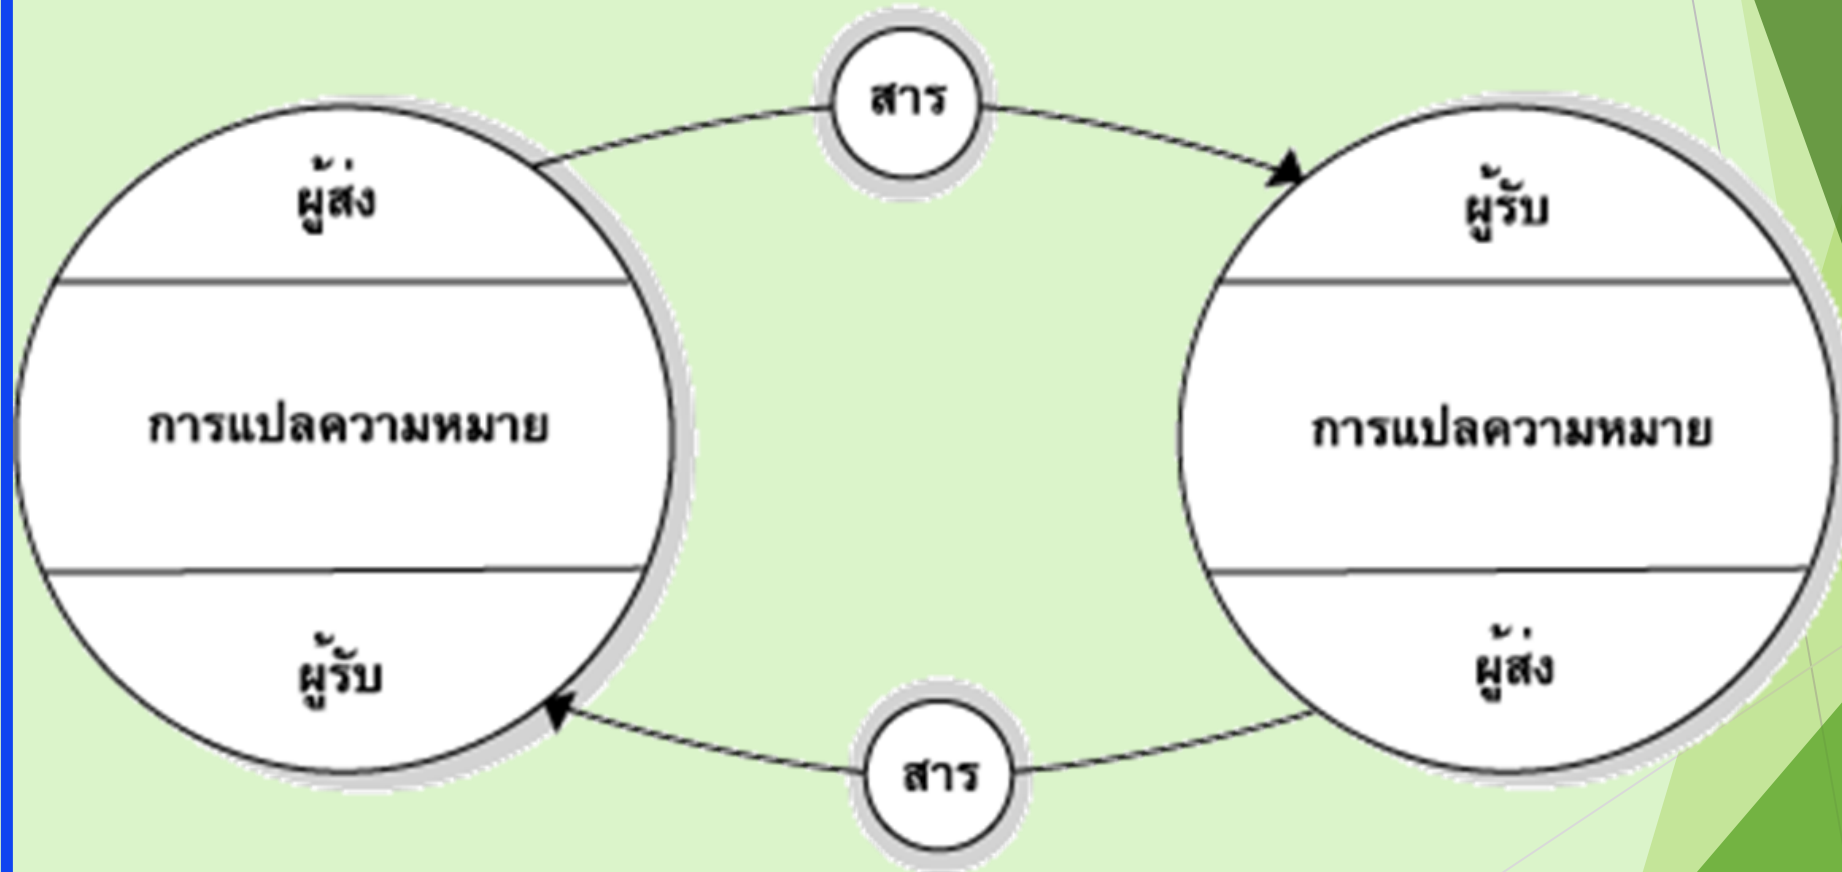 สาร
ผู้ส่ง
ผู้รับ
การแปลความหมาย
การแปลความหมาย
ผู้รับ
ผู้ส่ง
สาร